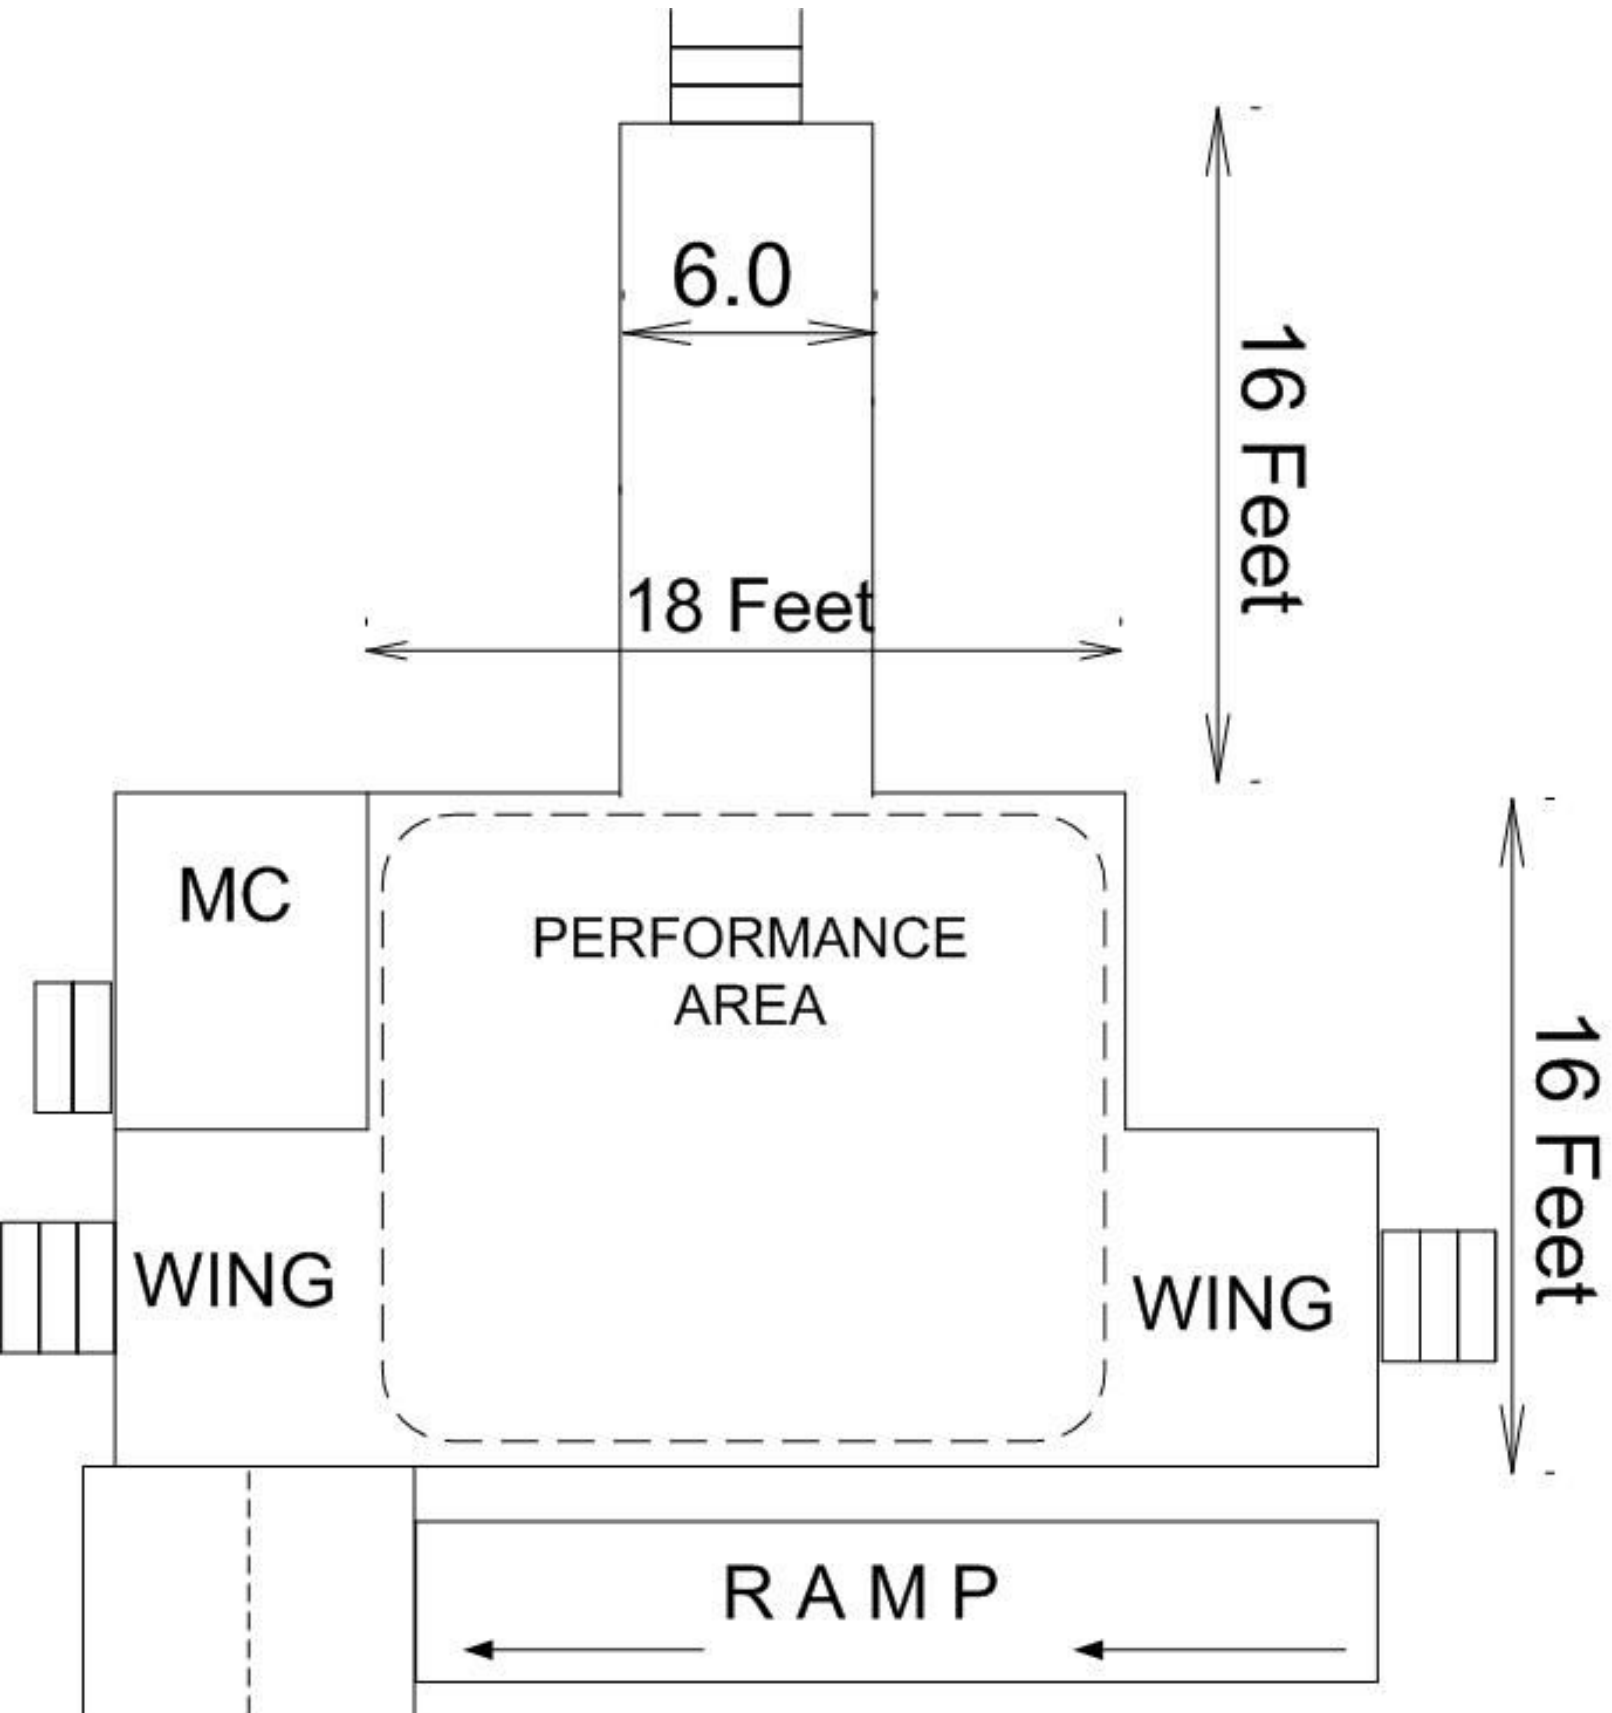 6.0
16 Feet
18 Feet
MC
PERFORMANCE
AREA
16 Feet
WING
WING
RAMP